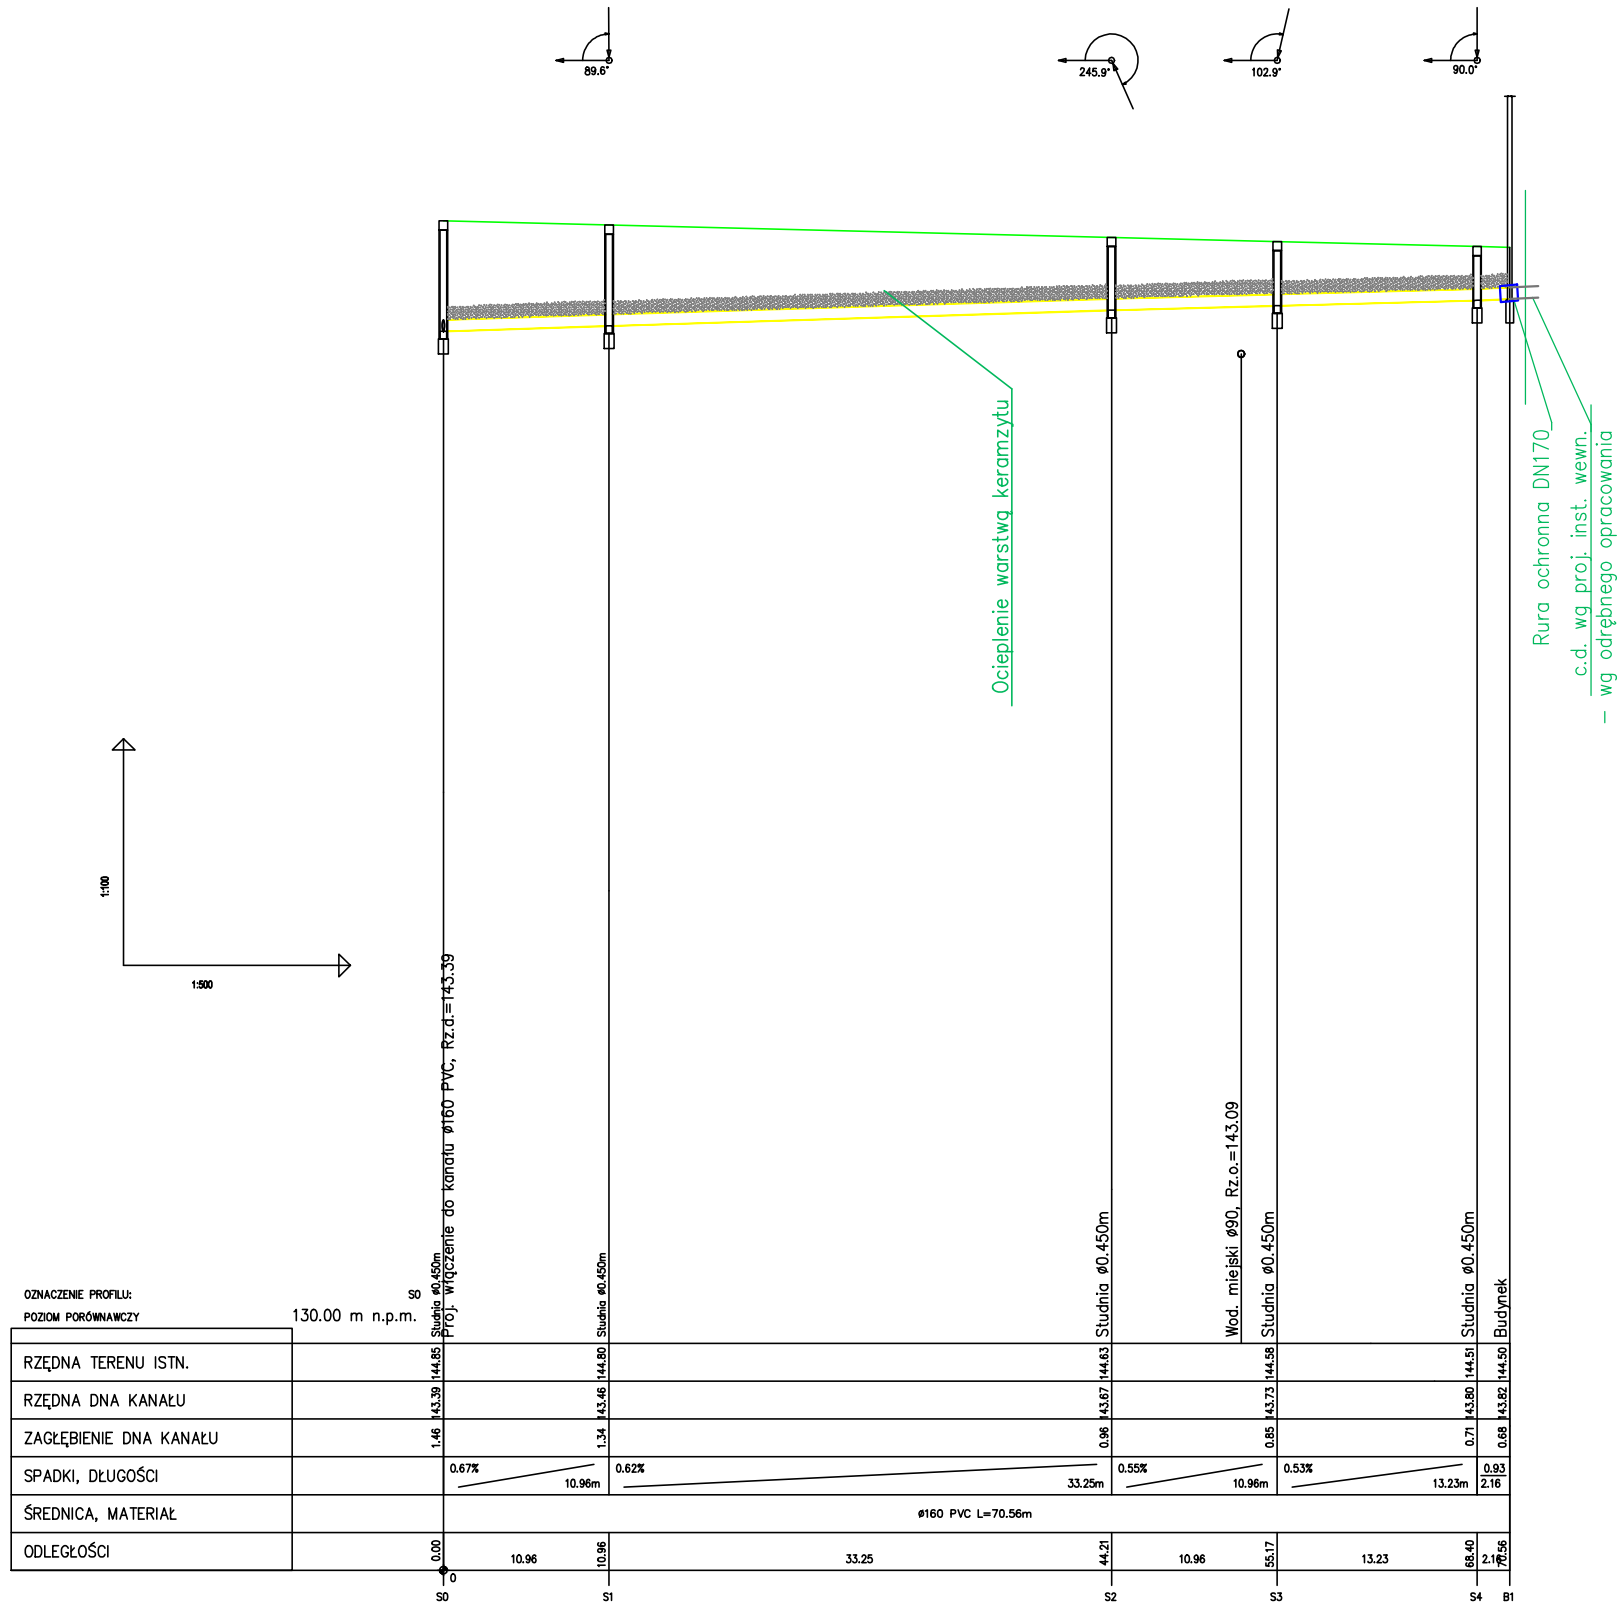 89.6°
245.9°
102.9°
90.0°
Ocieplenie warstwą keramzytu
Rura ochronna DN170
c.d. wg proj. inst. wewn.
– wg odrębnego opracowania
1:100
1:500
Studnia ø0.450m
Proj. włączenie do kanału ø160 PVC, Rz.d.=143.39
Studnia ø0.450m
Studnia ø0.450m
Wod. miejski ø90, Rz.o.=143.09
Studnia ø0.450m
Studnia ø0.450m
Budynek
OZNACZENIE PROFILU: S0
POZIOM PORÓWNAWCZY 130.00 m n.p.m.
RZĘDNA TERENU ISTN. 144.85 144.80 144.63 144.58 144.51 144.50
RZĘDNA DNA KANAŁU 143.39 143.46 143.67 143.73 143.80 143.82
ZAGŁĘBIENIE DNA KANAŁU 1.46 1.34 0.96 0.85 0.71 0.68
SPADKI, DŁUGOŚCI 0.67% 10.96m 0.62% 33.25m 0.55% 10.96m 0.53% 13.23m 0.93 2.16
ŚREDNICA, MATERIAŁ ø160 PVC L=70.56m
ODLEGŁOŚCI 0.00 10.96 10.96 33.25 44.21 10.96 55.17 13.23 68.40 2.16 70.56
0
S0 S1 S2 S3 S4 B1